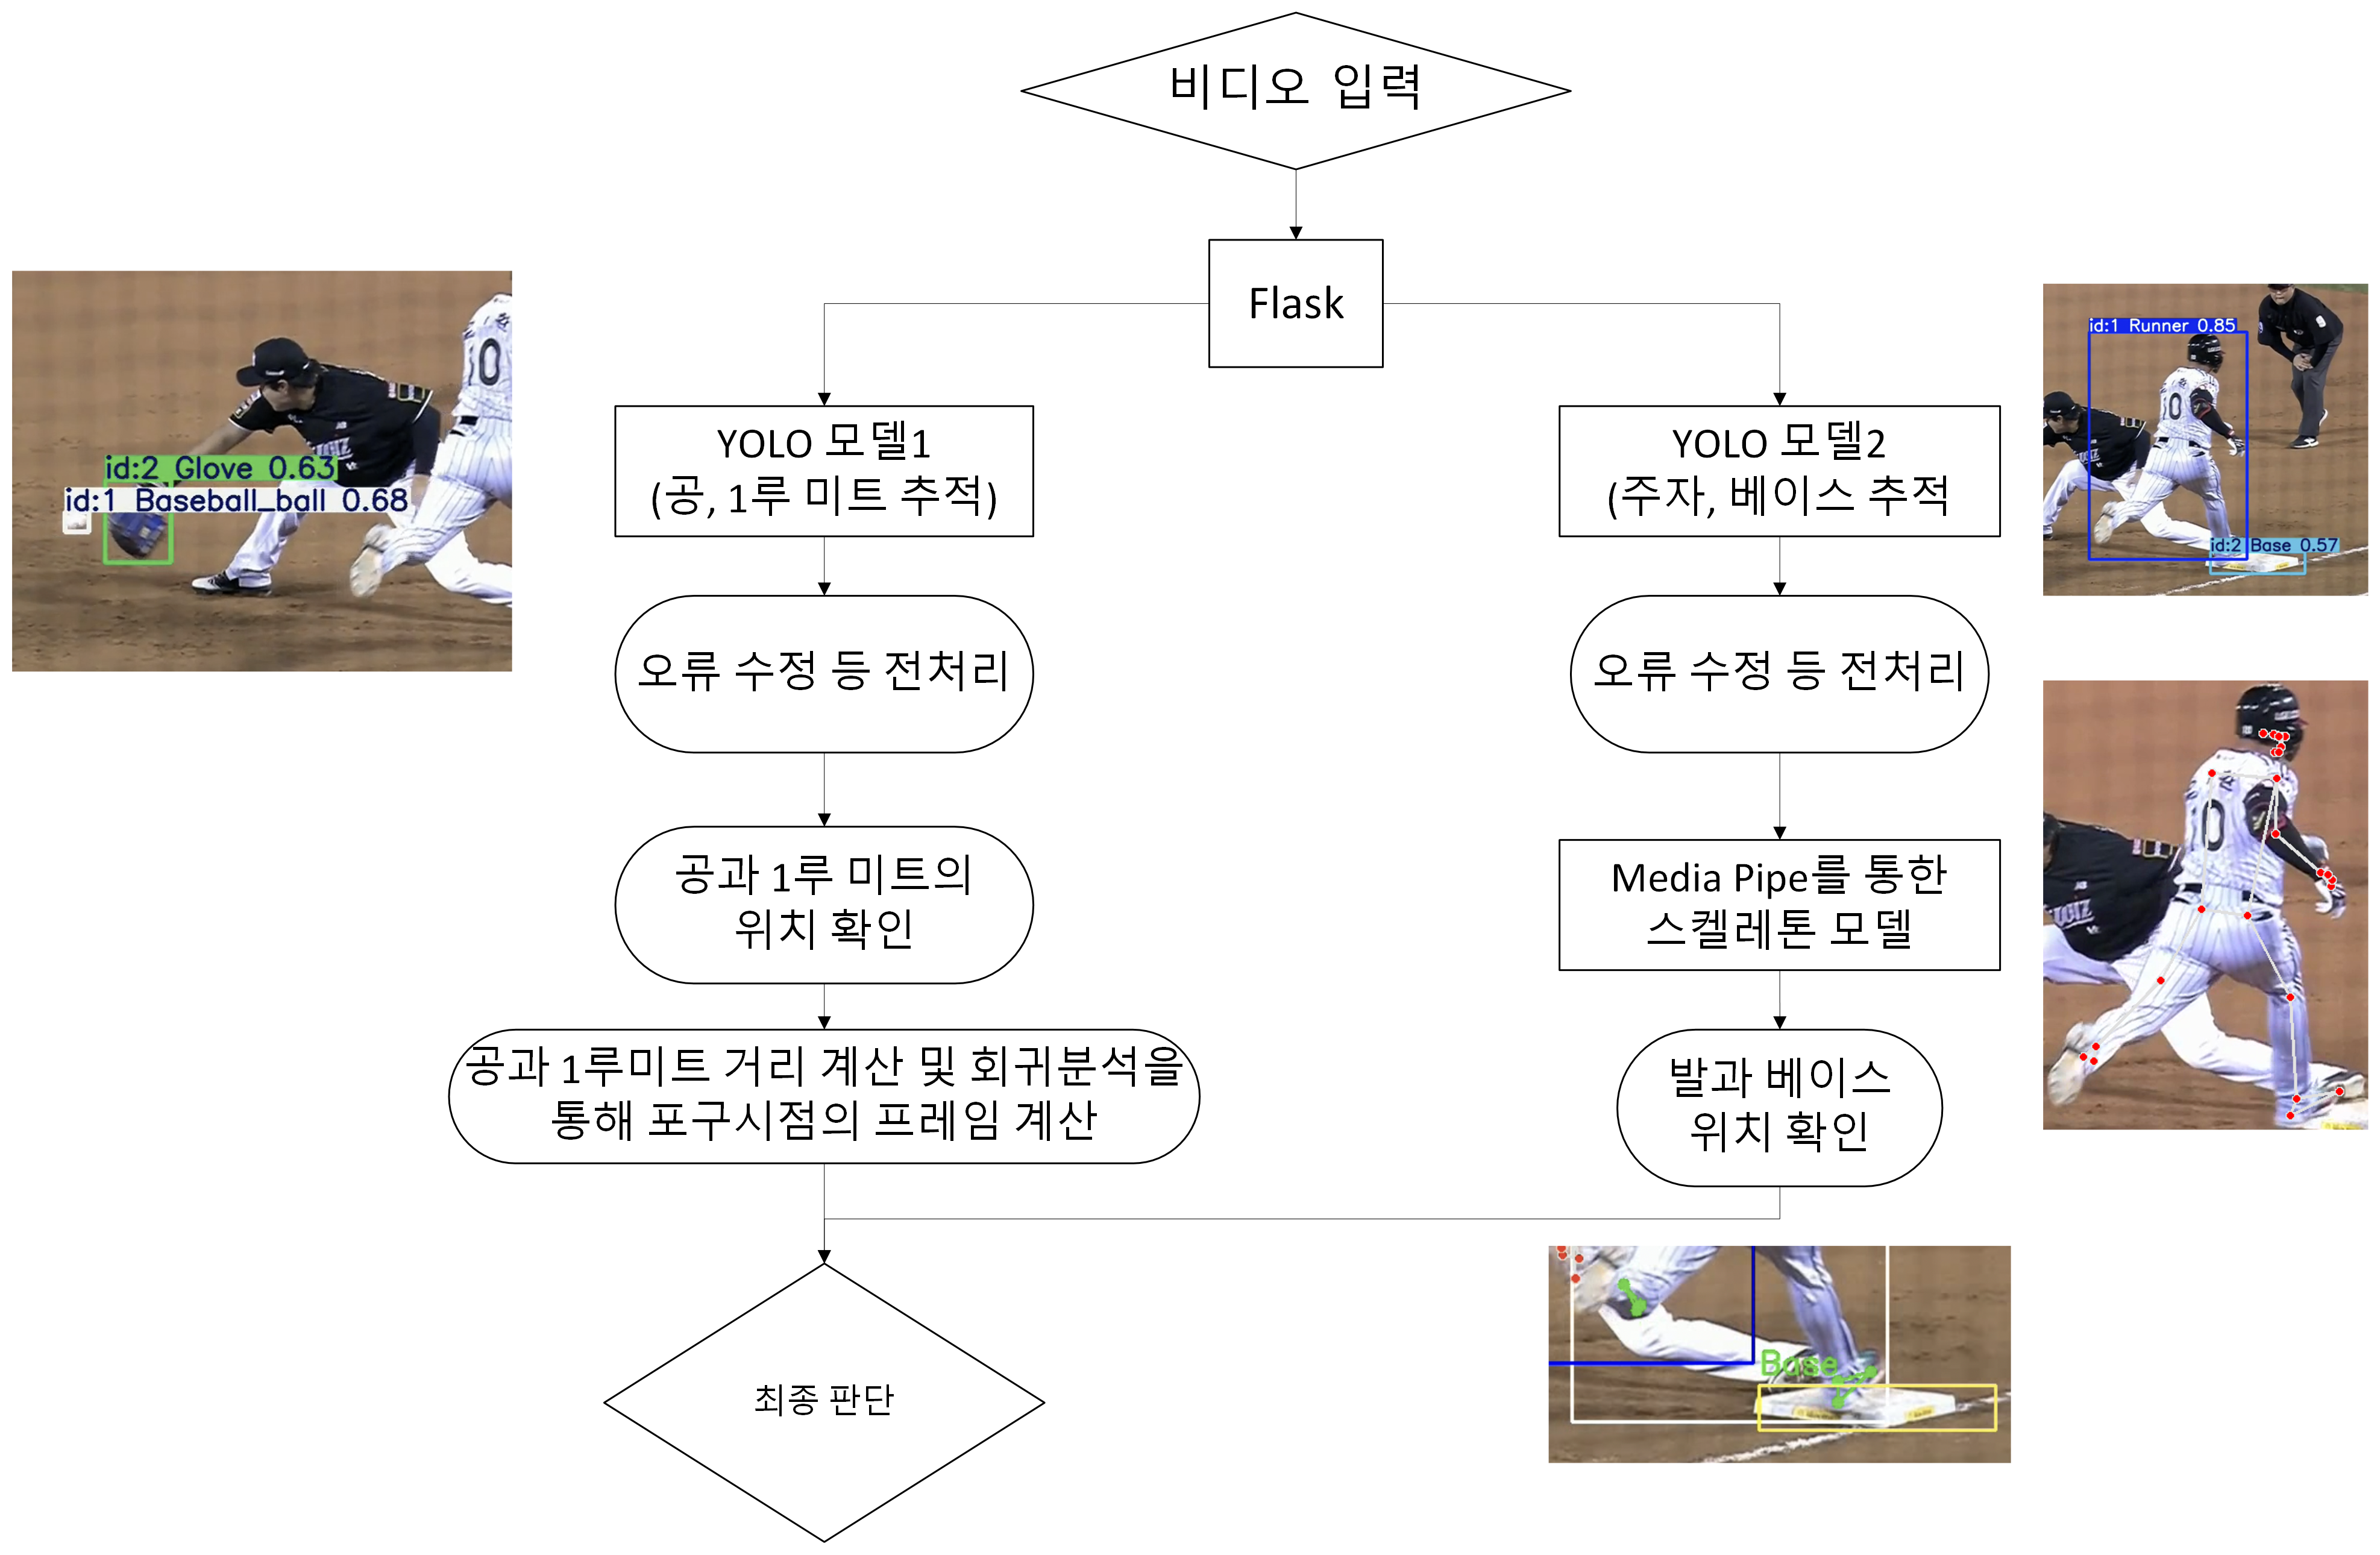 비디오 입력
Flask
YOLO 모델1
(공, 1루 미트 추적)
오류 수정 등 전처리
공과 1루 미트의
위치 확인
공과 1루미트 거리 계산 및 회귀분석을
통해 포구시점의 프레임 계산
YOLO 모델2
(주자, 베이스 추적
오류 수정 등 전처리
Media Pipe를 통한
스켈레톤 모델
발과 베이스
위치 확인
최종 판단
id:2 Glove 0.63
id:1 Baseball_ball 0.68
10
id:1 Runner 0.85
10
id:2 Base 0.57
10
Base